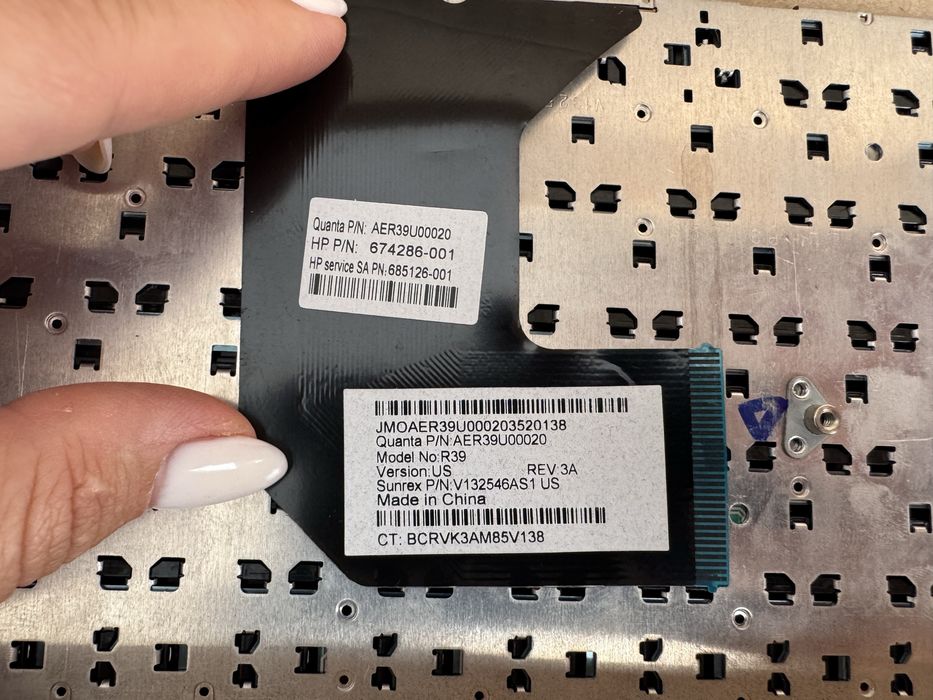 Quanta P/N: AER39U00020
HP P/N: 674286-001
HP service SA PN:685126-001
JMOAER39U000203520138
Quanta P/N:AER39U00020
Model No:R39
Version:US REV:3A
Sunrex P/N:V132546AS1 US
Made in China
CT: BCRVK3AM85V138